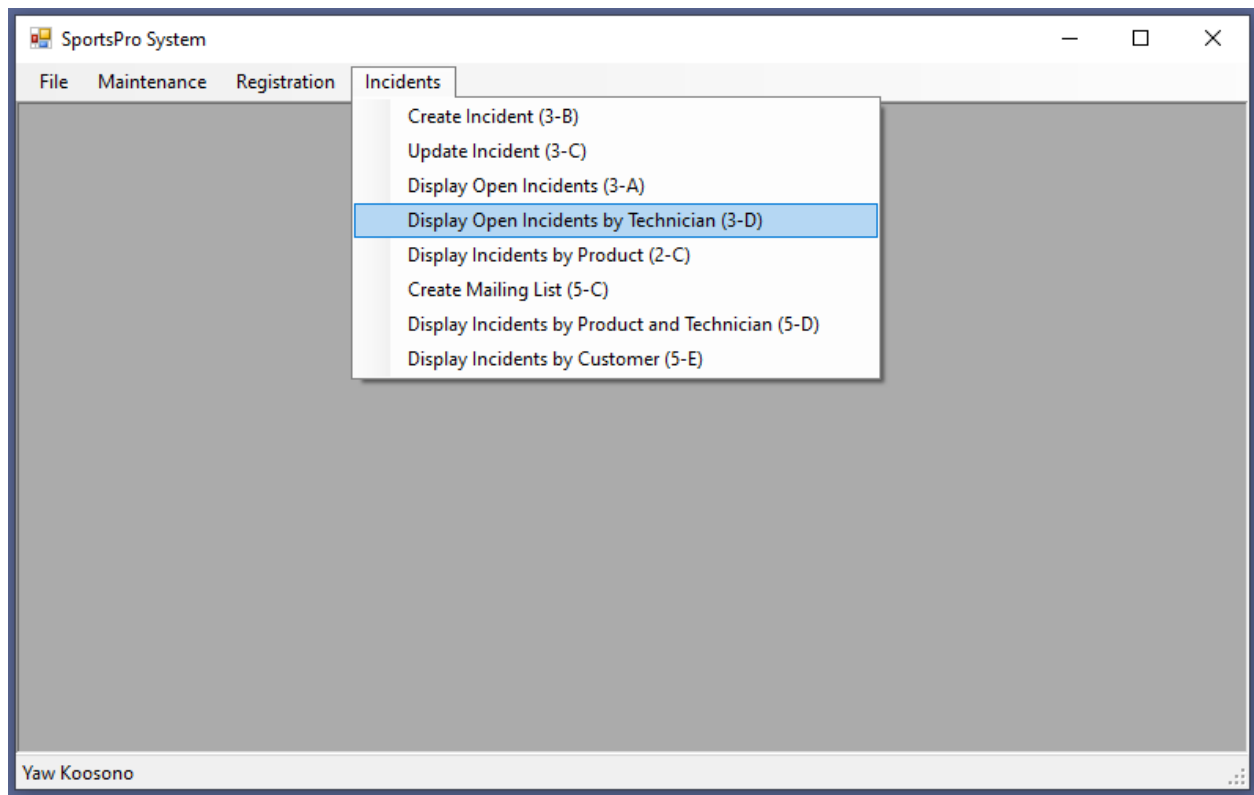 SportsPro System
File Maintenance Registration Incidents
Create Incident (3-B)
Update Incident (3-C)
Display Open Incidents (3-A)
Display Open Incidents by Technician (3-D)
Display Incidents by Product (2-C)
Create Mailing List (5-C)
Display Incidents by Product and Technician (5-D)
Display Incidents by Customer (5-E)
Yaw Koosono